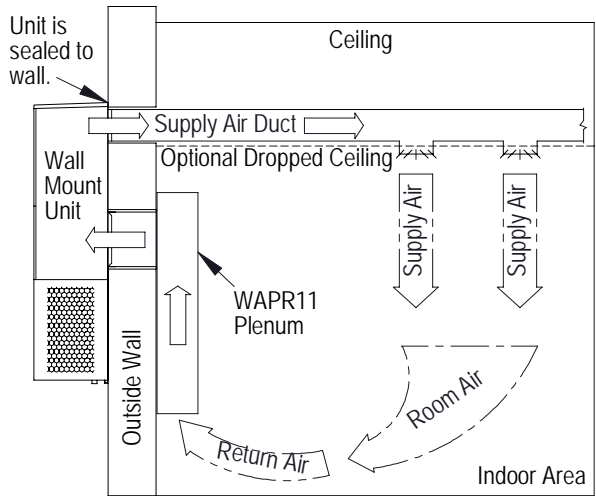 Unit is
sealed to
wall.
Ceiling
Supply Air Duct
Optional Dropped Ceiling
Wall
Mount
Unit
Supply Air
Supply Air
WAPR11
Plenum
Outside Wall
Room Air
Return Air
Indoor Area